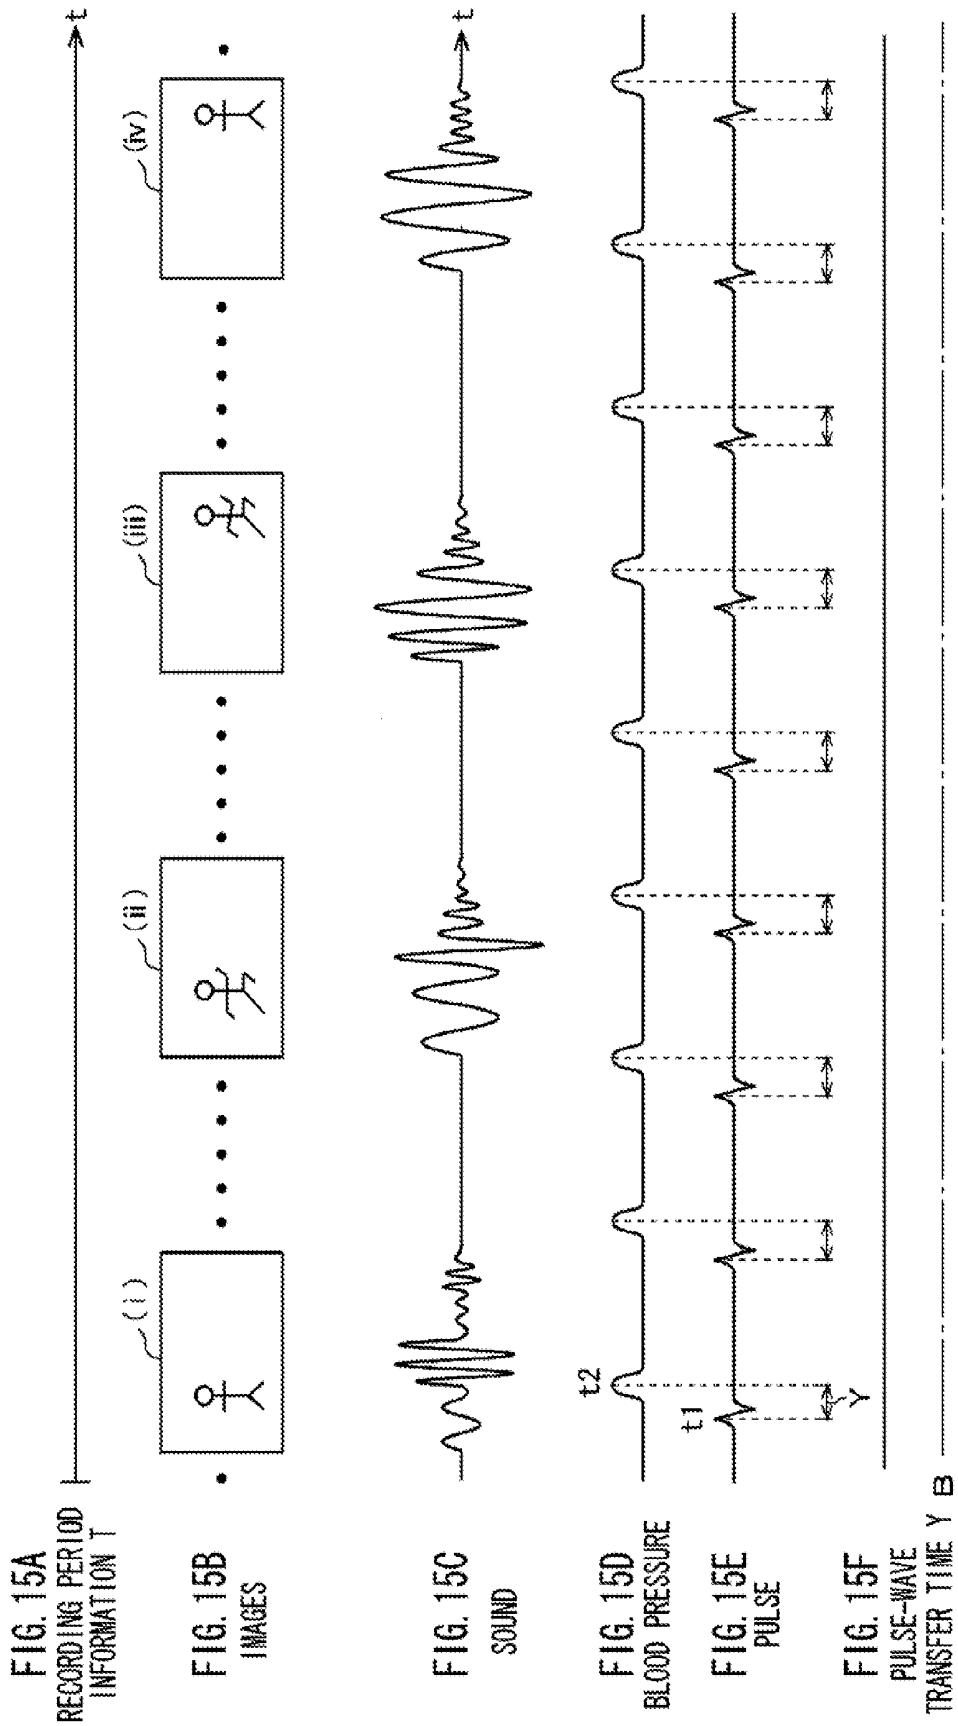 FIG. 15A
RECORDING PERIOD
INFORMATION T
t
FIG. 15B
IMAGES
(i)
(ii)
(iii)
(iv)
FIG. 15C
SOUND
t
FIG. 15D
BLOOD PRESSURE
t2
FIG. 15E
PULSE
t1
Y
FIG. 15F
PULSE-WAVE
TRANSFER TIME Y
B